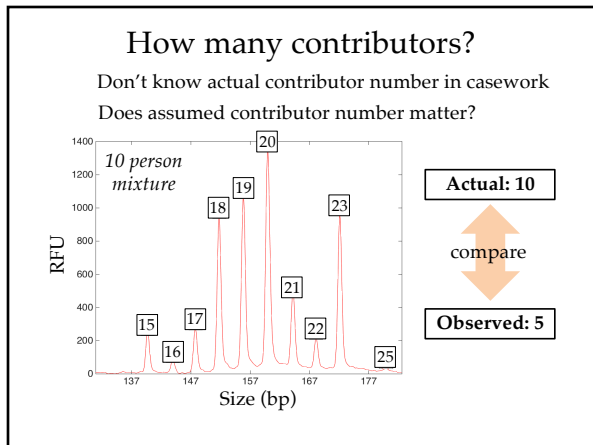 How many contributors?
Don't know actual contributor number in casework
Does assumed contributor number matter?
10 person
mixture
RFU
1400
1200
1000
800
600
400
200
0
15
16
17
18
19
20
21
22
23
25
137
147
157
167
177
Size (bp)
Actual: 10
compare
Observed: 5